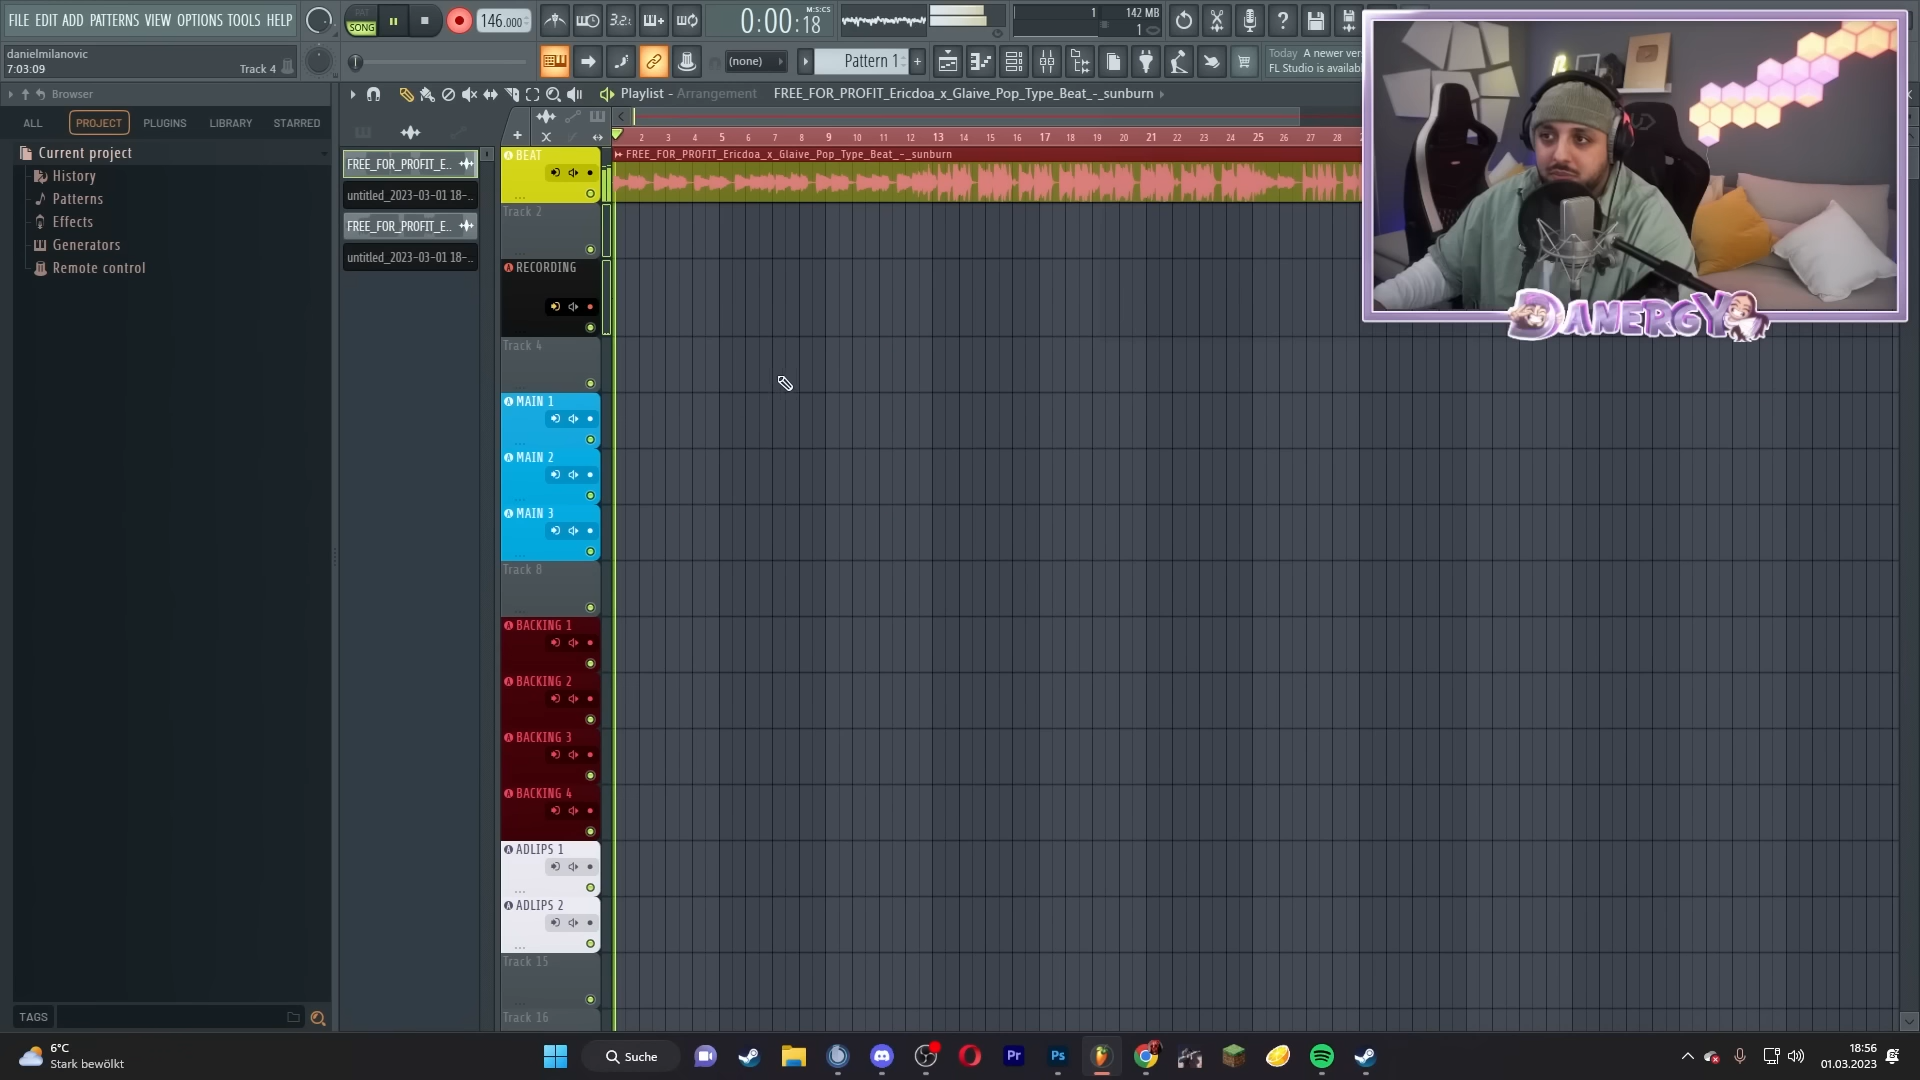 FILE EDIT ADD PATTERNS VIEW OPTIONS TOOLS HELP
PAT
SONG
146.000
3.2.
0:00:18
M:S:CS
1
142 MB
1
danielmilanovic
7:03:09
Track 4
(none)
Pattern 1
Today A newer ver
FL Studio is availab
Browser
ALL
PROJECT
PLUGINS
LIBRARY
STARRED
Current project
History
Patterns
Effects
Generators
Remote control
TAGS
FREE_FOR_PROFIT_E..
untitled_2023-03-01 18-..
FREE_FOR_PROFIT_E..
untitled_2023-03-01 18-..
Playlist - Arrangement
FREE_FOR_PROFIT_Ericdoa_x_Glaive_Pop_Type_Beat_-_sunburn
2 3 4 5 6 7 8 9 10 11 12 13 14 15 16 17 18 19 20 21 22 23 24 25 26 27 28
FREE_FOR_PROFIT_Ericdoa_x_Glaive_Pop_Type_Beat_-_sunburn
BEAT
Track 2
RECORDING
Track 4
MAIN 1
MAIN 2
MAIN 3
Track 8
BACKING 1
BACKING 2
BACKING 3
BACKING 4
ADLIPS 1
ADLIPS 2
Track 15
Track 16
DANERGY
6°C
Stark bewölkt
Suche
Pr
Ps
18:56
01.03.2023